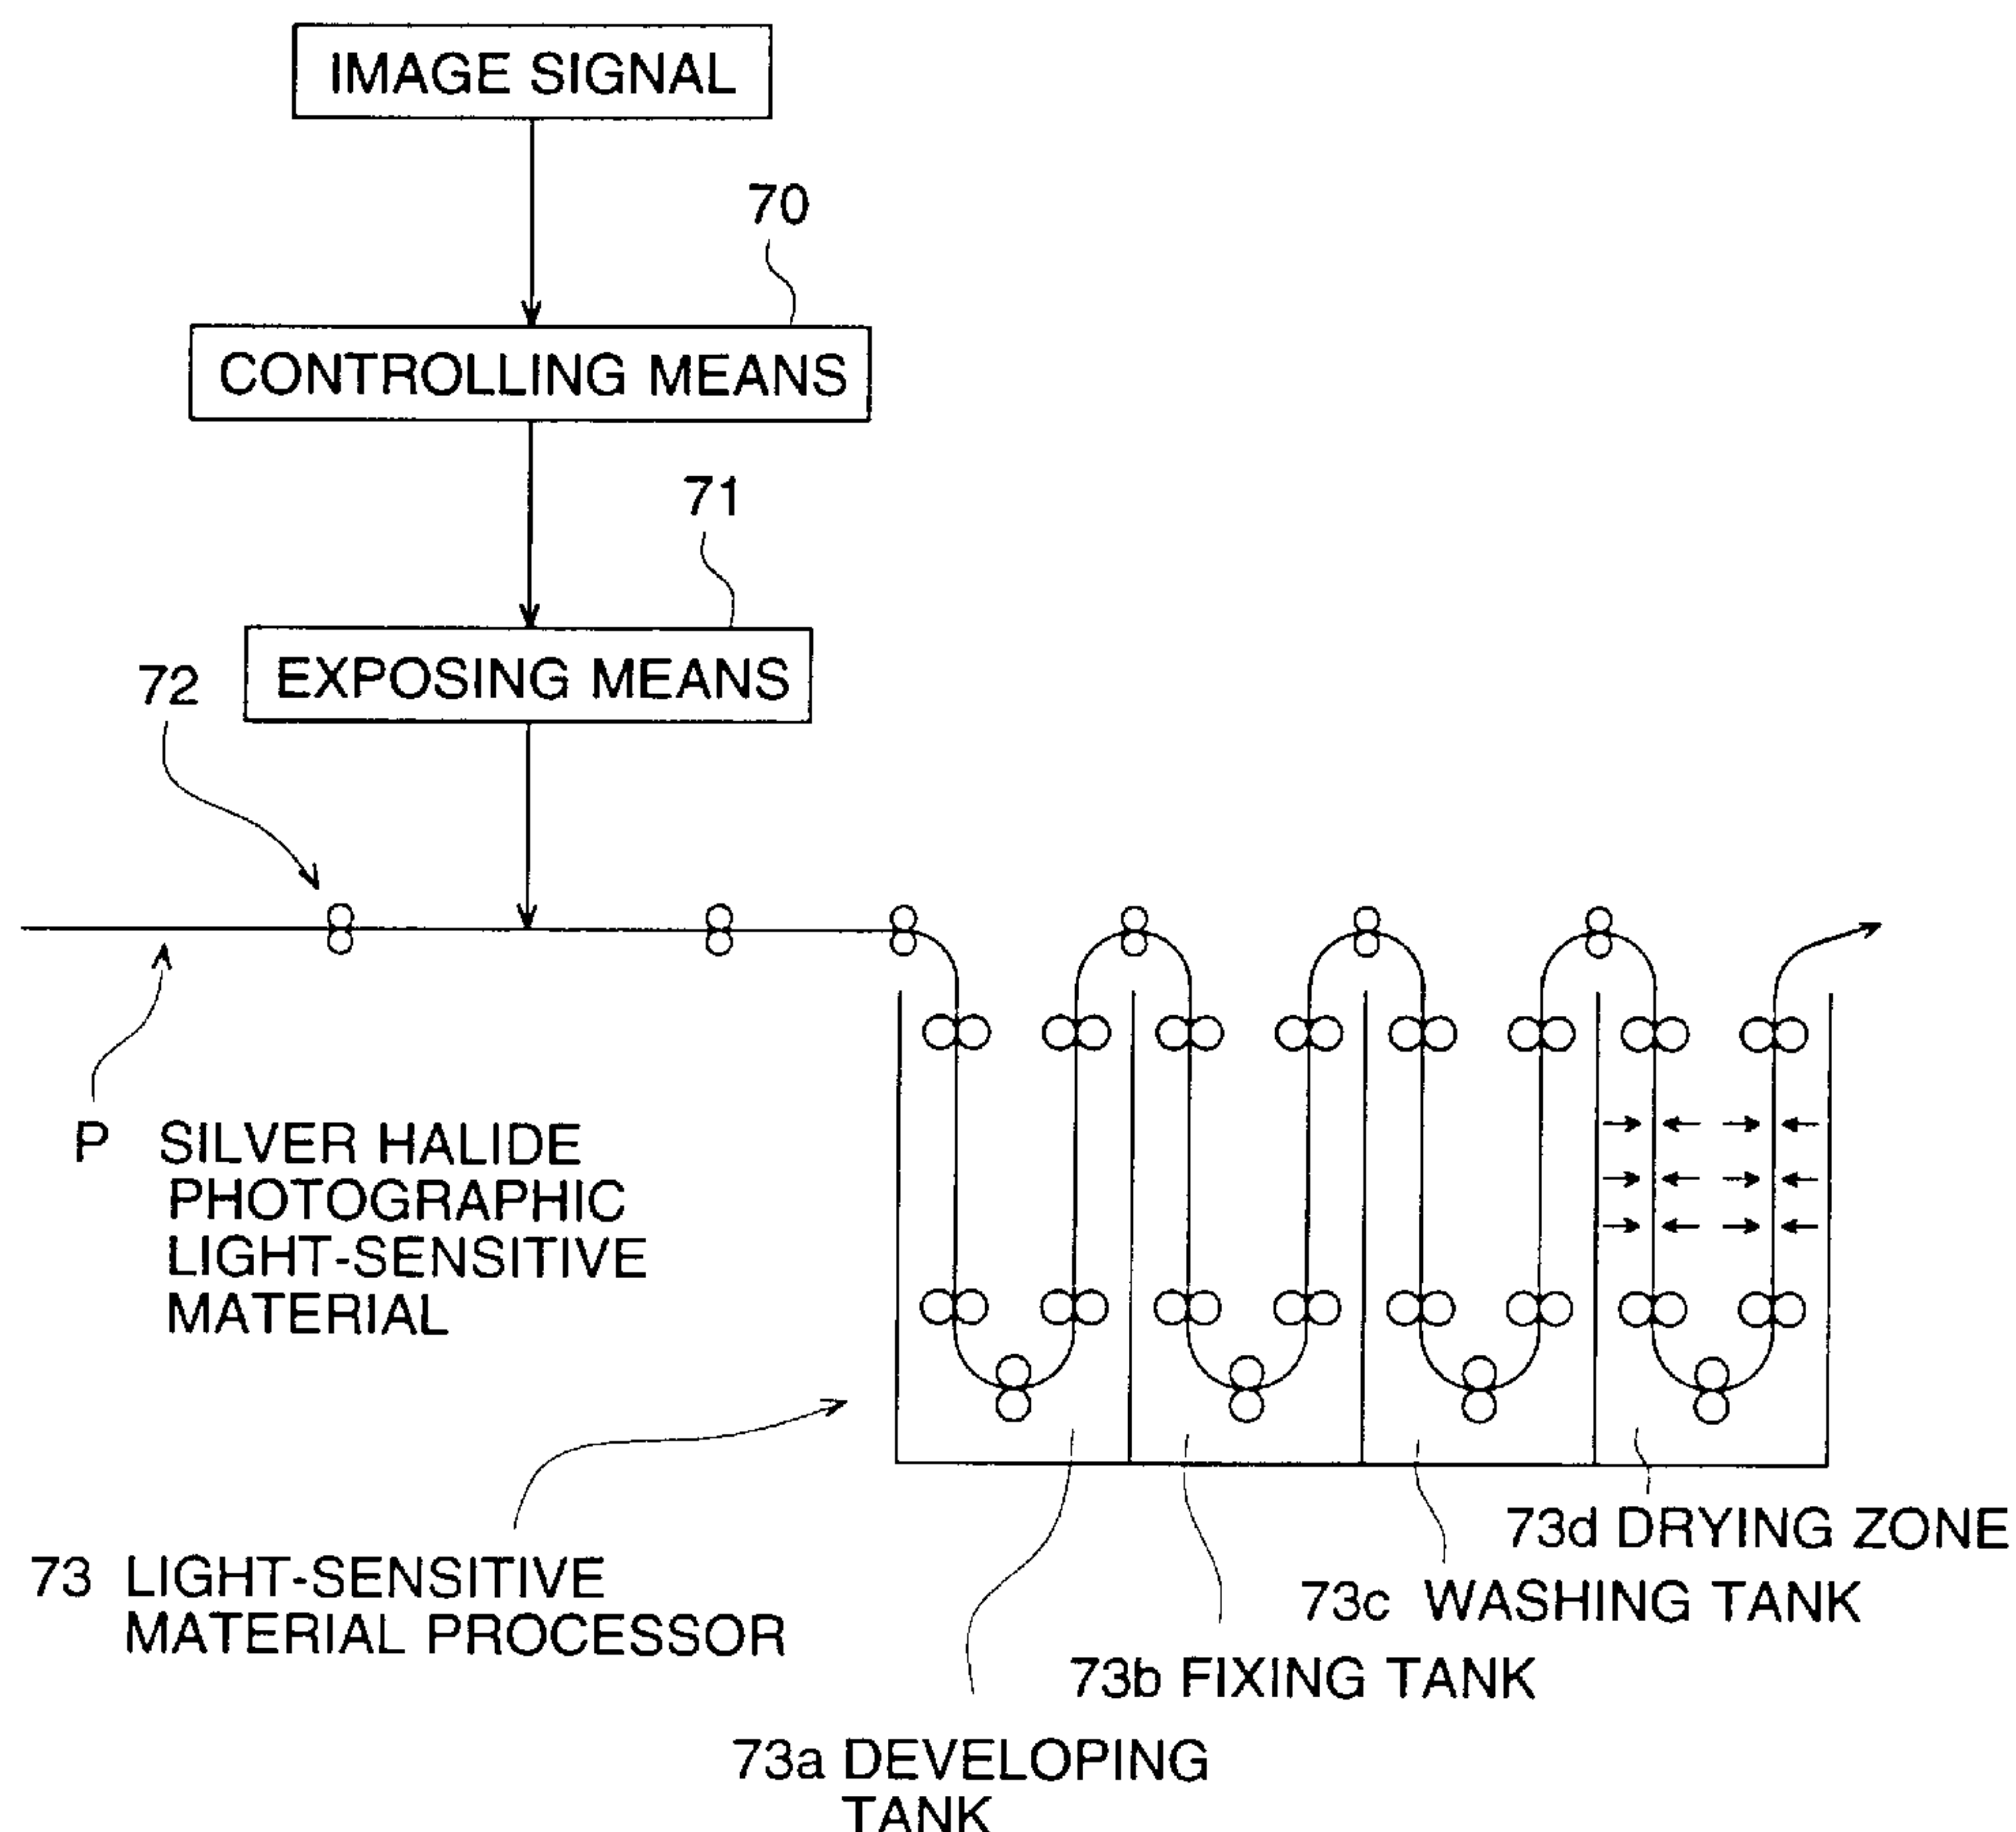 IMAGE SIGNAL
70
CONTROLLING MEANS
71
EXPOSING MEANS
72
P SILVER HALIDE
PHOTOGRAPHIC
LIGHT-SENSITIVE
MATERIAL
73 LIGHT-SENSITIVE
MATERIAL PROCESSOR
73d DRYING ZONE
73c WASHING TANK
73b FIXING TANK
73a DEVELOPING
TANK